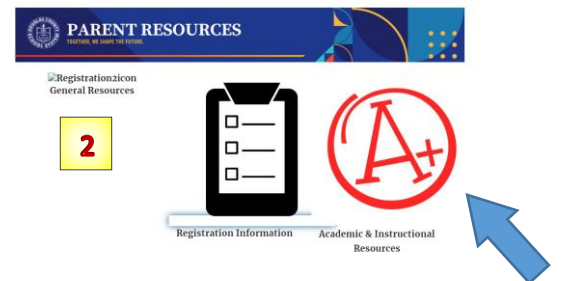 PARENT RESOURCES
TOGETHER, WE SHAPE THE FUTURE.
Registration2icon
General Resources
2
A+
Registration Information
Academic & Instructional
Resources